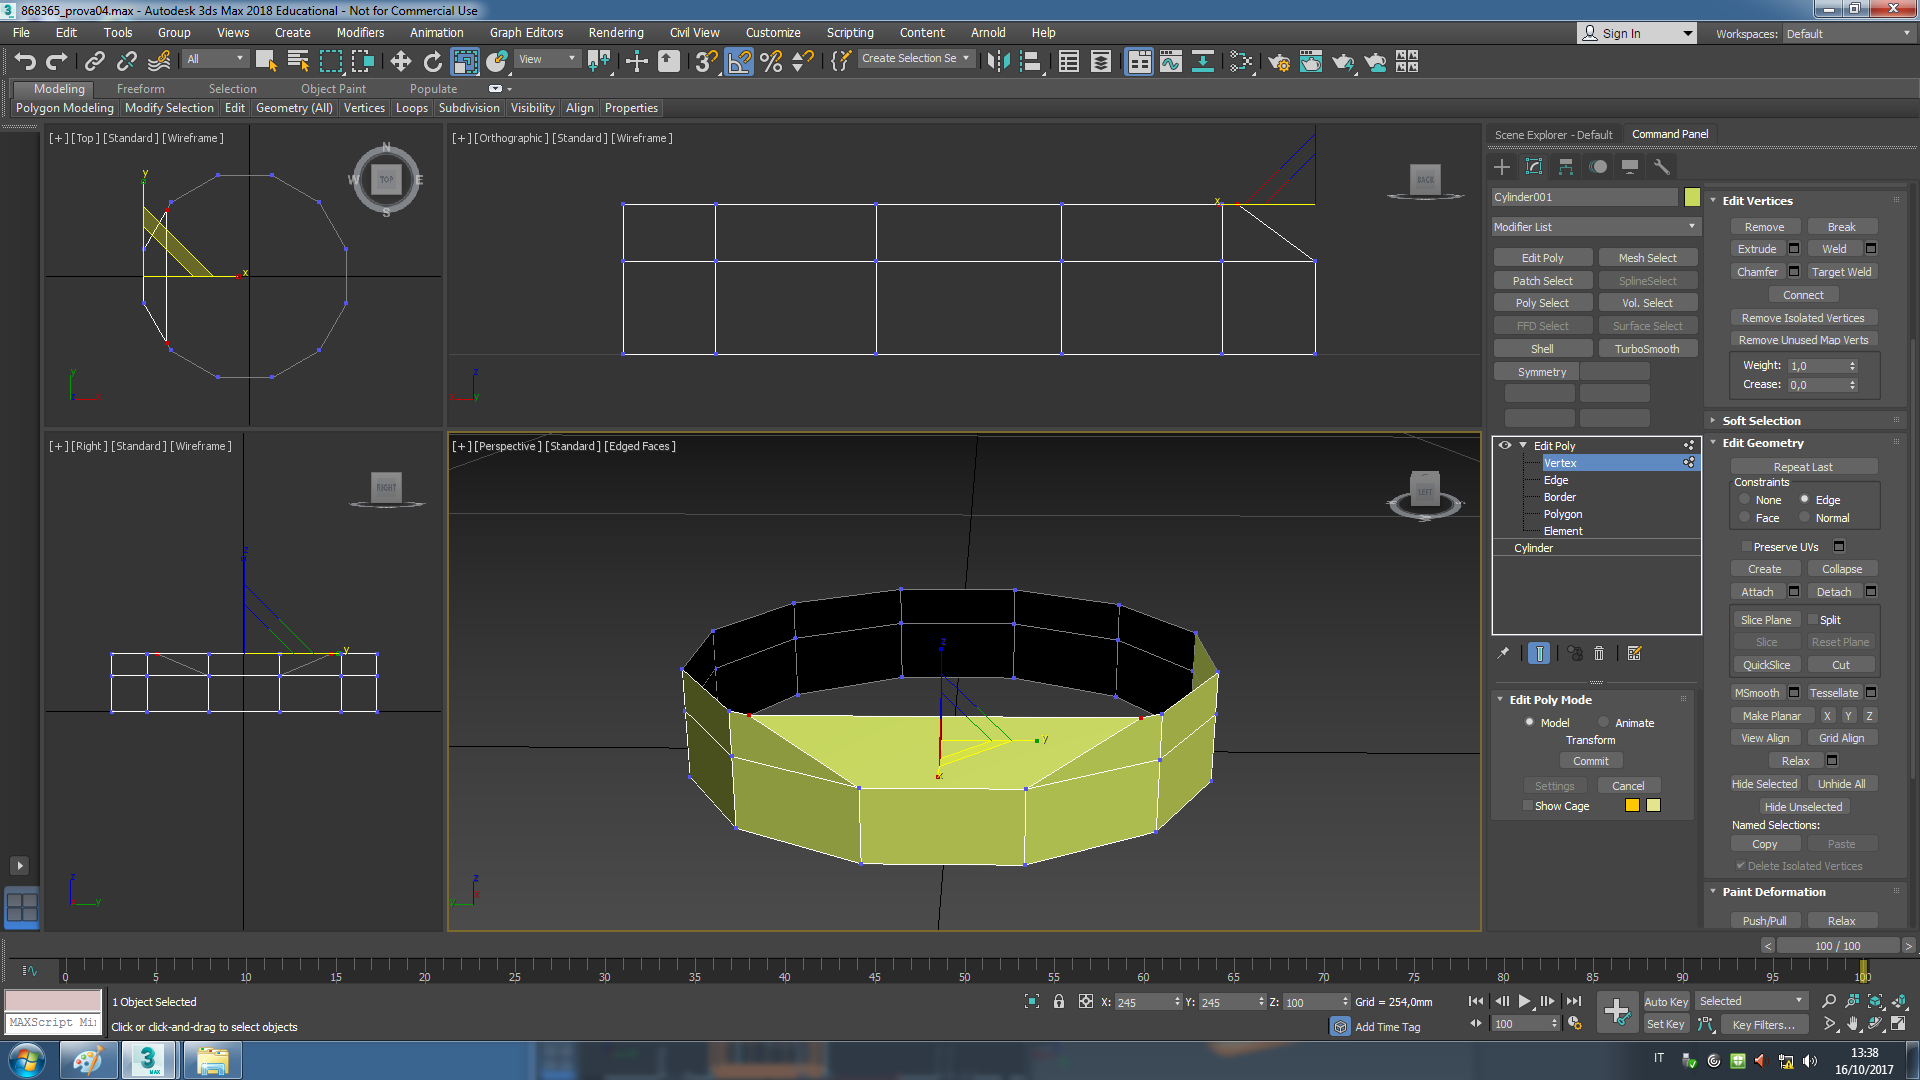 868365_prova04.max - Autodesk 3ds Max 2018 Educational - Not for Commercial Use
File Edit Tools Group Views Create Modifiers Animation Graph Editors Rendering Civil View Customize Scripting Content Arnold Help
Sign In Workspaces: Default
All View Create Selection Se
Modeling Freeform Selection Object Paint Populate
Polygon Modeling Modify Selection Edit Geometry (All) Vertices Loops Subdivision Visibility Align Properties
[+] [Top] [Standard] [Wireframe]
N
W TOP E
S
y
x
[+] [Orthographic] [Standard] [Wireframe]
BACK
x
z
y
[+] [Right] [Standard] [Wireframe]
RIGHT
z
y
z
y
[+] [Perspective] [Standard] [Edged Faces]
LEFT
z
y
x
z
x
y
Scene Explorer - Default Command Panel
Cylinder001
Modifier List
Edit Poly Mesh Select
Patch Select SplineSelect
Poly Select Vol. Select
FFD Select Surface Select
Shell TurboSmooth
Symmetry
Edit Poly
Vertex
Edge
Border
Polygon
Element
Cylinder
Edit Poly Mode
Model Animate
Transform
Commit
Settings Cancel
Show Cage
Edit Vertices
Remove Break
Extrude Weld
Chamfer Target Weld
Connect
Remove Isolated Vertices
Remove Unused Map Verts
Weight: 1,0
Crease: 0,0
Soft Selection
Edit Geometry
Repeat Last
Constraints
None Edge
Face Normal
Preserve UVs
Create Collapse
Attach Detach
Slice Plane Split
Slice Reset Plane
QuickSlice Cut
MSmooth Tessellate
Make Planar X Y Z
View Align Grid Align
Relax
Hide Selected Unhide All
Hide Unselected
Named Selections:
Copy Paste
Delete Isolated Vertices
Paint Deformation
Push/Pull Relax
< 100 / 100 >
0 5 10 15 20 25 30 35 40 45 50 55 60 65 70 75 80 85 90 95 100
1 Object Selected
MAXScript Mi
Click or click-and-drag to select objects
X: 245 Y: 245 Z: 100 Grid = 254,0mm
Add Time Tag
100
Auto Key Selected
Set Key Key Filters...
IT
13:38
16/10/2017